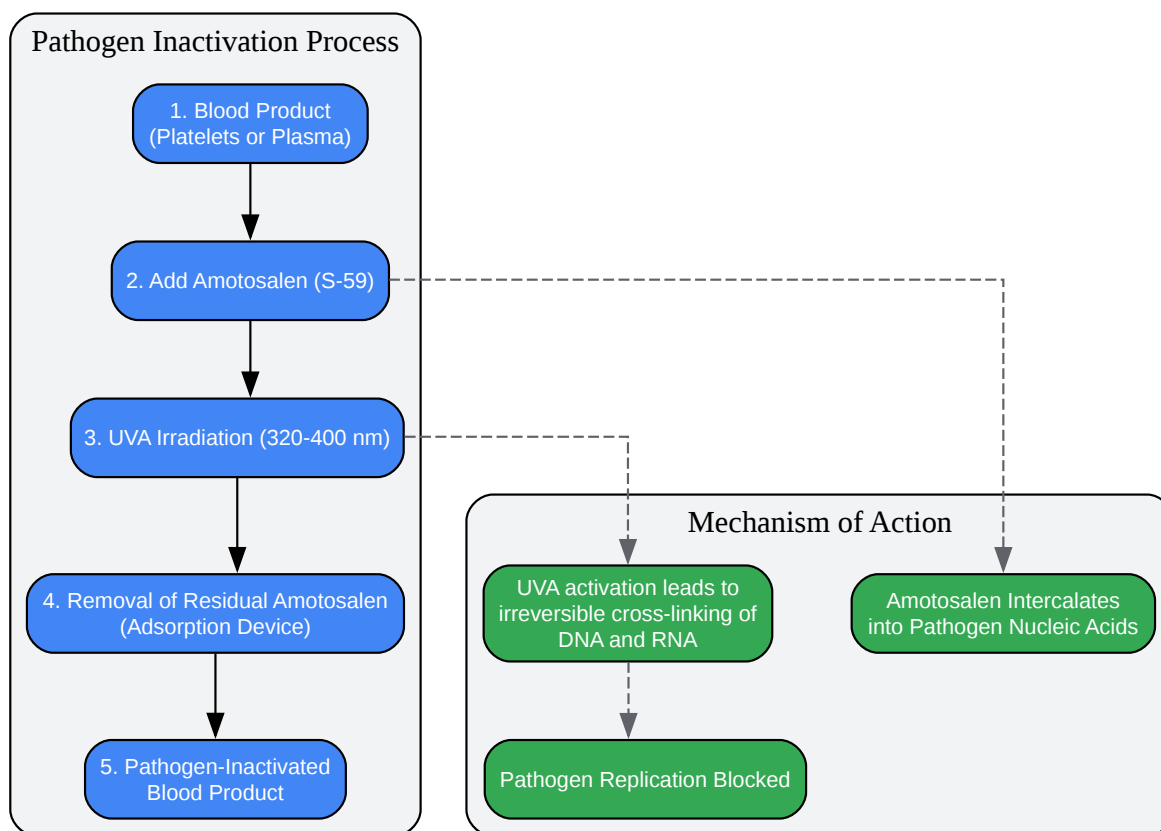 Pathogen Inactivation Process
1. Blood Product
(Platelets or Plasma)
2. Add Amotosalen (S-59)
3. UVA Irradiation (320-400 nm)
4. Removal of Residual Amotosalen
(Adsorption Device)
5. Pathogen-Inactivated
Blood Product
Mechanism of Action
UVA activation leads to
irreversible cross-linking of
DNA and RNA
Amotosalen Intercalates
into Pathogen Nucleic Acids
Pathogen Replication Blocked